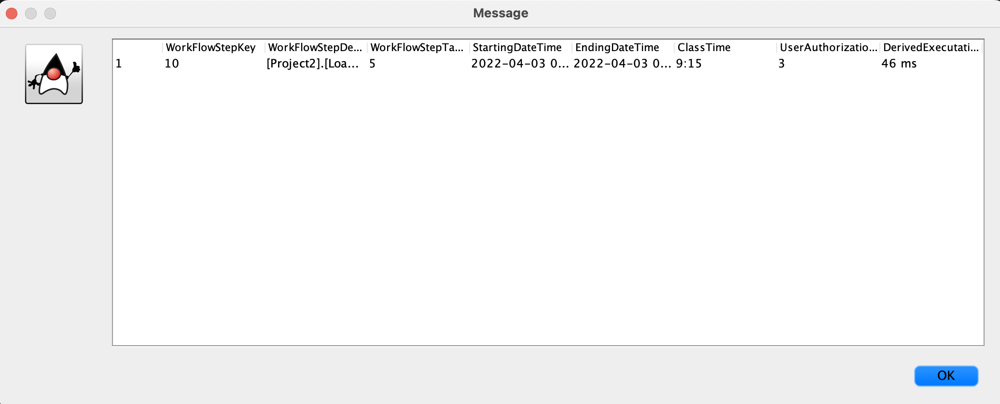 Message
WorkFlowStepKey WorkFlowStepDe... WorkFlowStepTa... StartingDateTime EndingDateTime ClassTime UserAuthorizatio... DerivedExecutati...
1 10 [Project2].[Loa... 5 2022-04-03 0... 2022-04-03 0... 9:15 3 46 ms
OK